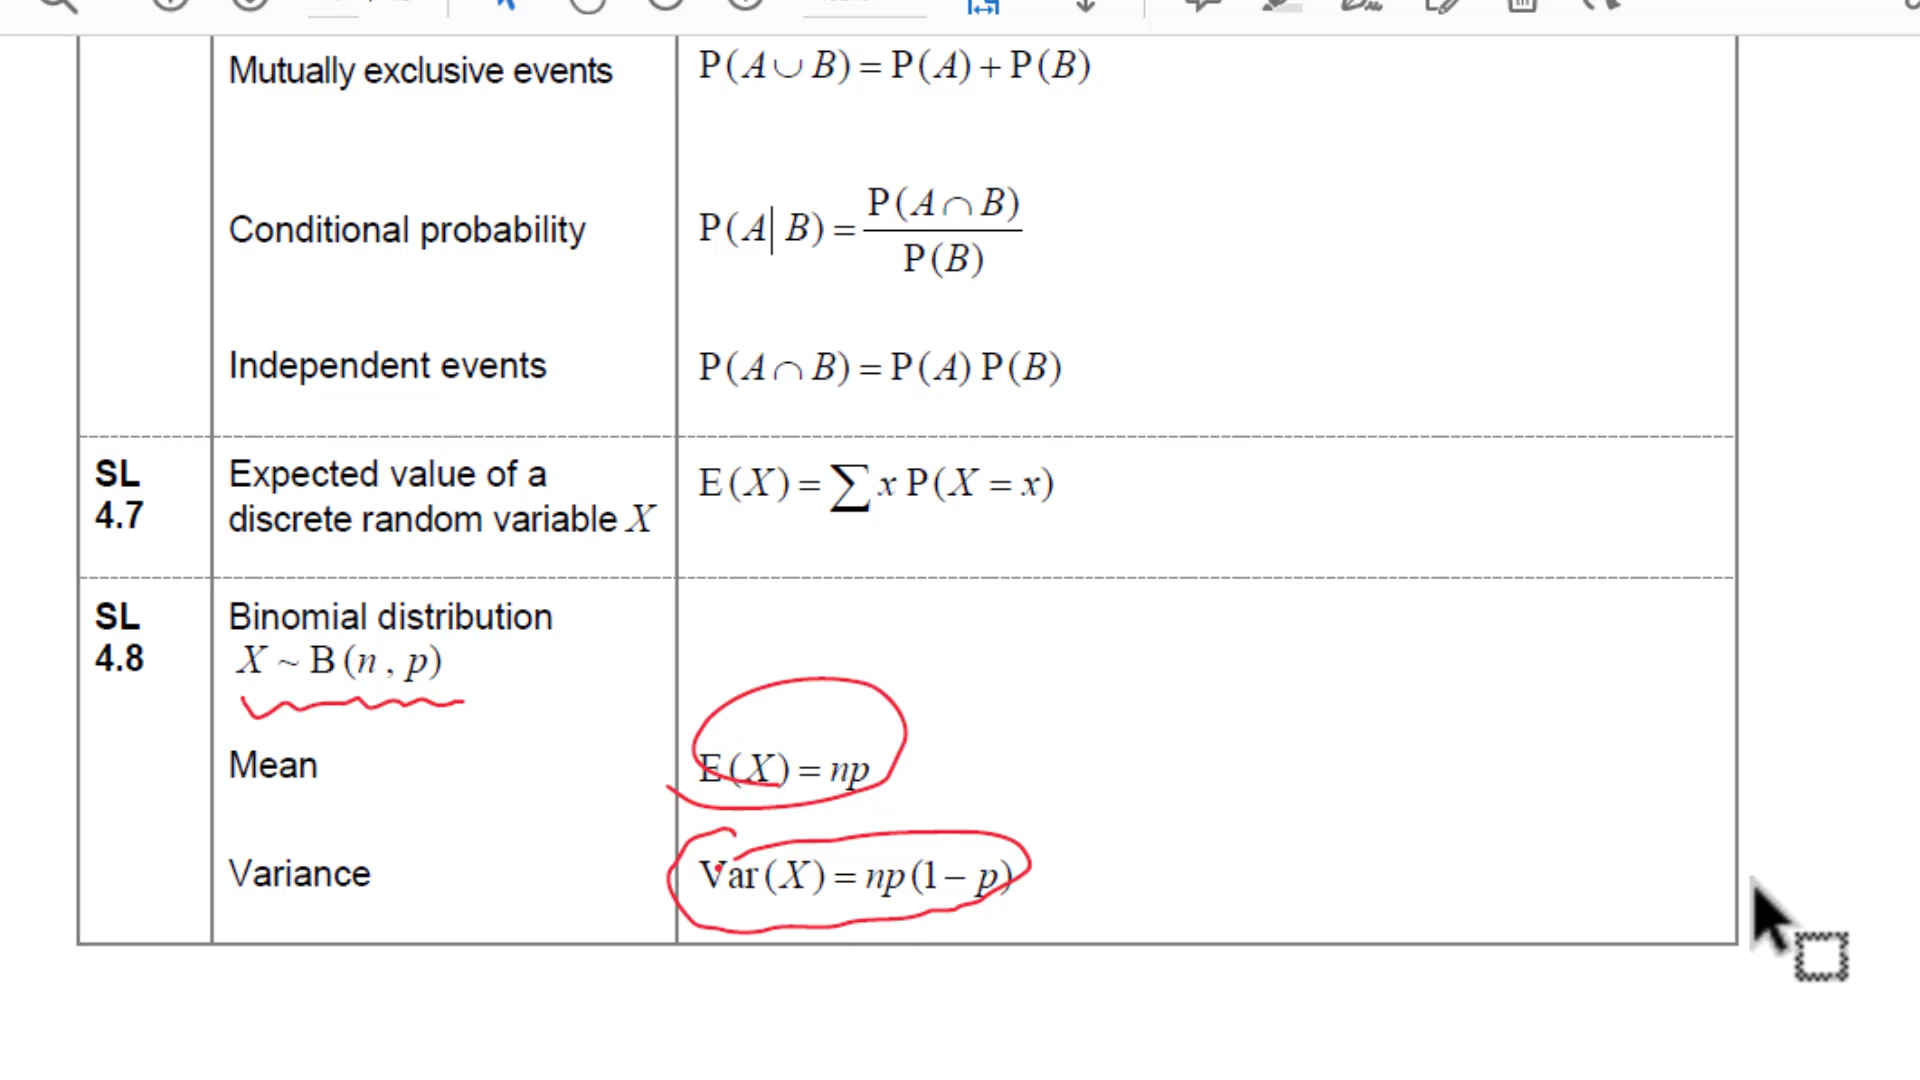 Mutually exclusive events P(A∪B)=P(A)+P(B)
Conditional probability P(A|B)=P(A∩B)/P(B)
Independent events P(A∩B)=P(A)P(B)
SL 4.7 Expected value of a discrete random variable X E(X)=∑xP(X=x)
SL 4.8 Binomial distribution
X~B(n,p)
Mean E(X)=np
Variance Var(X)=np(1−p)